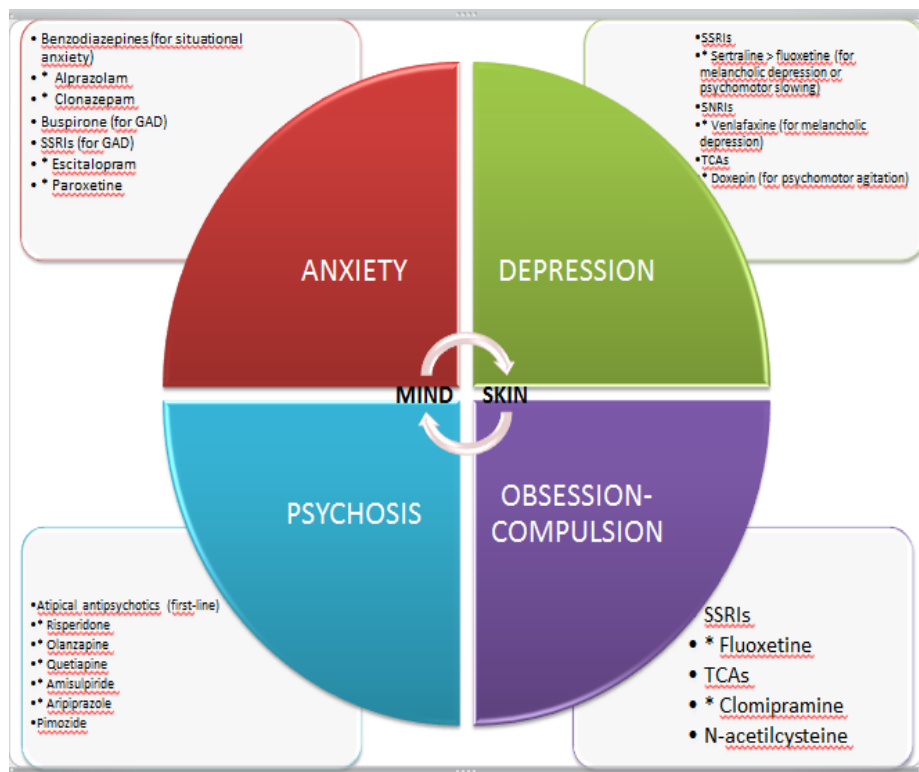 • Benzodiazepines (for situational
anxiety)
• * Alprazolam
• * Clonazepam
• Buspirone (for GAD)
• SSRIs (for GAD)
• * Escitalopram
• * Paroxetine
•SSRIs
•* Sertraline > fluoxetine (for
melancholic depression or
psychomotor slowing)
•SNRIs
•* Venlafaxine (for melancholic
depression)
•TCAs
•* Doxepin (for psychomotor agitation)
ANXIETY
DEPRESSION
MIND
SKIN
PSYCHOSIS
OBSESSION-
COMPULSION
•Atipical antipsychotics (first-line)
•* Risperidone
•* Olanzapine
•* Quetiapine
•* Amisulpiride
•* Aripiprazole
•Pimozide
SSRIs
• * Fluoxetine
• TCAs
• * Clomipramine
• N-acetilcysteine